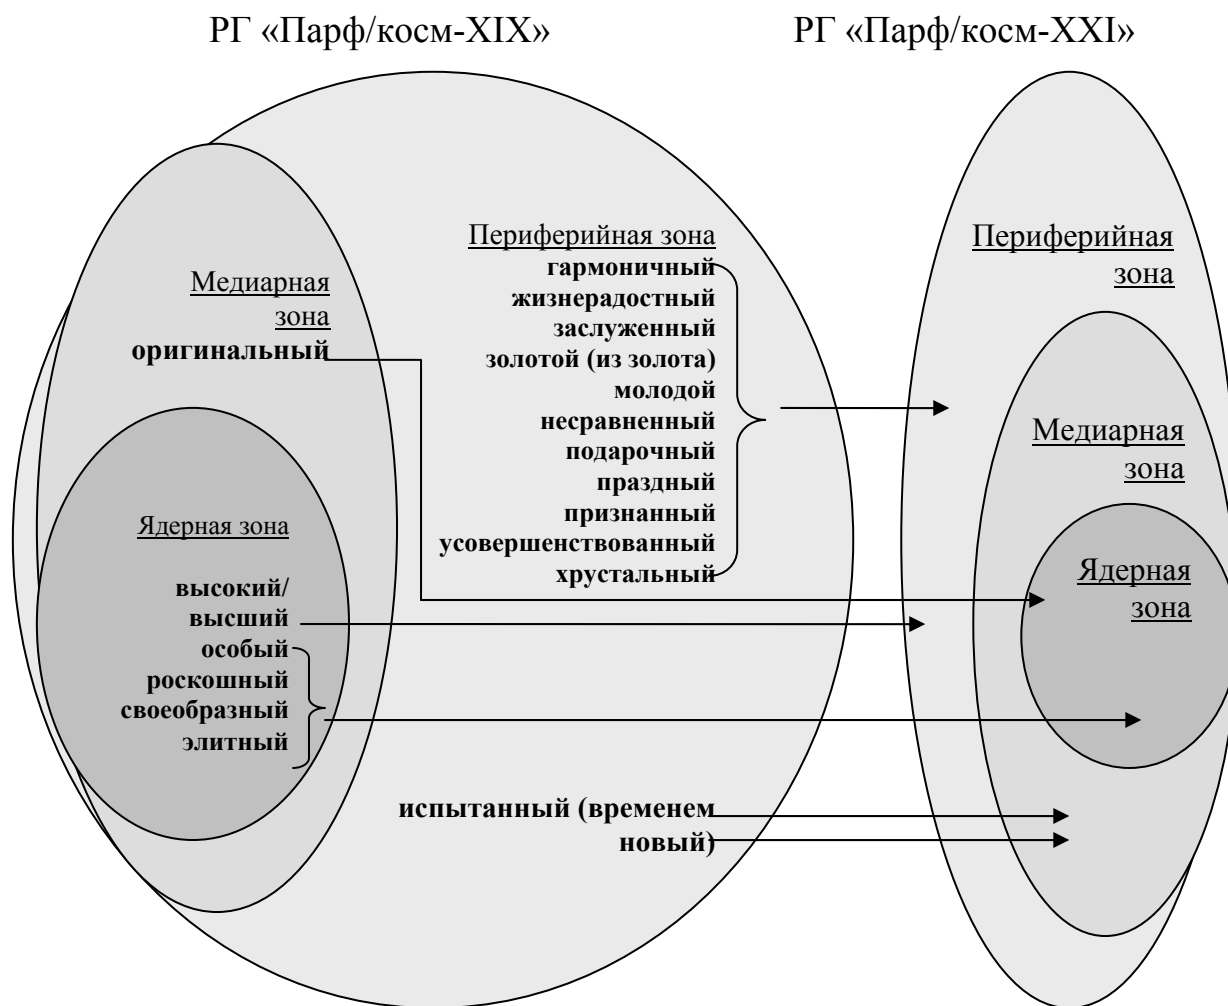 РГ «Парф/косм-XIX»
РГ «Парф/косм-XXI»
Медиарная
зона
оригинальный
Ядерная зона
высокий/
высший
особый
роскошный
своеобразный
элитный
Периферийная зона
гармоничный
жизнерадостный
заслуженный
золотой (из золота)
молодой
несравненный
подарочный
праздный
признанный
усовершенствованный
хрустальный
испытанный (временем
новый)
Периферийная
зона
Медиарная
зона
Ядерная
зона